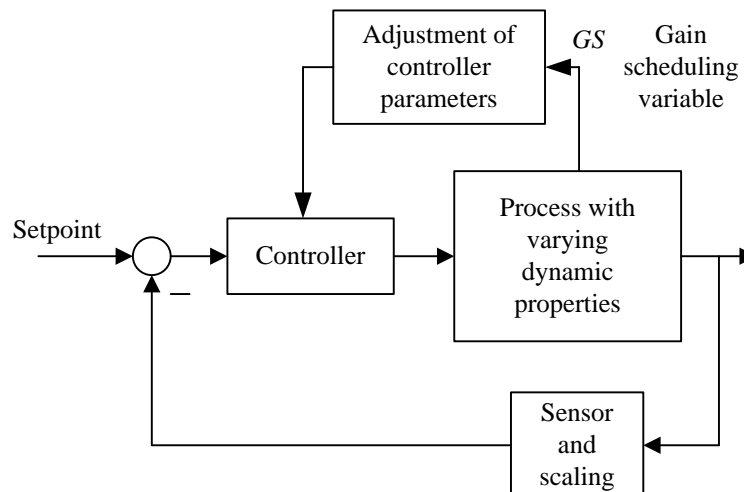 Adjustment of
controller
parameters
GS
Gain
scheduling
variable
Setpoint
Controller
Process with
varying
dynamic
properties
Sensor
and
scaling